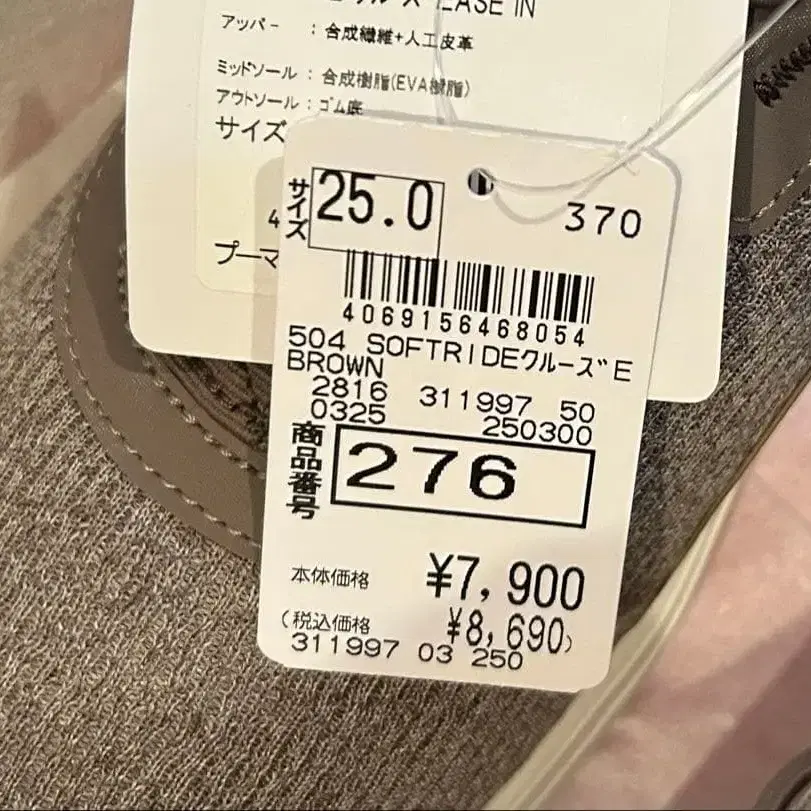 EASE IN
アッパー : 合成繊維+人工皮革
ミッドソール : 合成樹脂(EVA樹脂)
アウトソール : ゴム底
サイズ
4
プーマ
サイズ 25.0 370
4069156468054
504 SOFTRIDEクルーズ E
BROWN
2816 311997 50
0325 250300
商品番号 276
本体価格 ¥7,900
(税込価格 ¥8,690)
311997 03 250